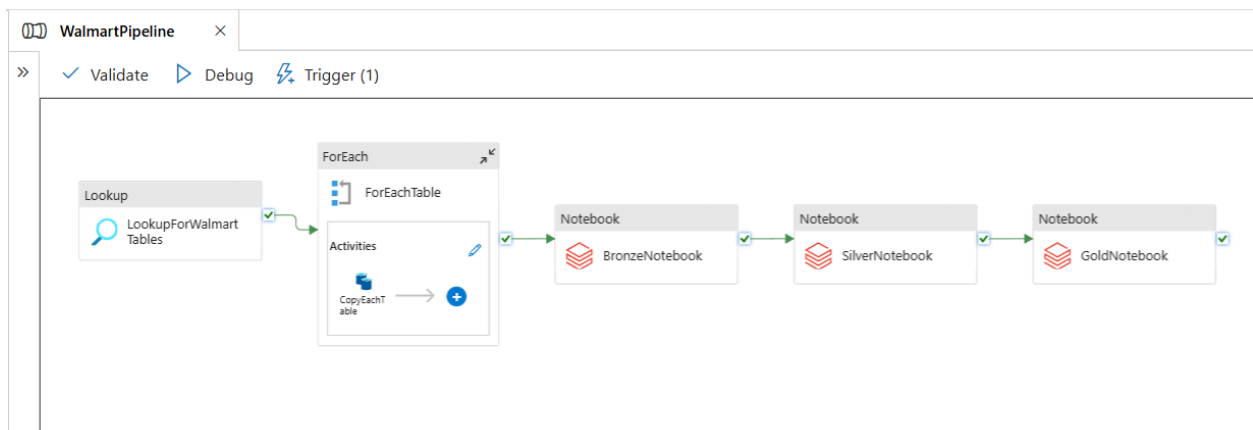 WalmartPipeline
Validate
Debug
Trigger (1)
Lookup
LookupForWalmart
Tables
ForEach
ForEachTable
Activities
CopyEachT
able
Notebook
BronzeNotebook
Notebook
SilverNotebook
Notebook
GoldNotebook